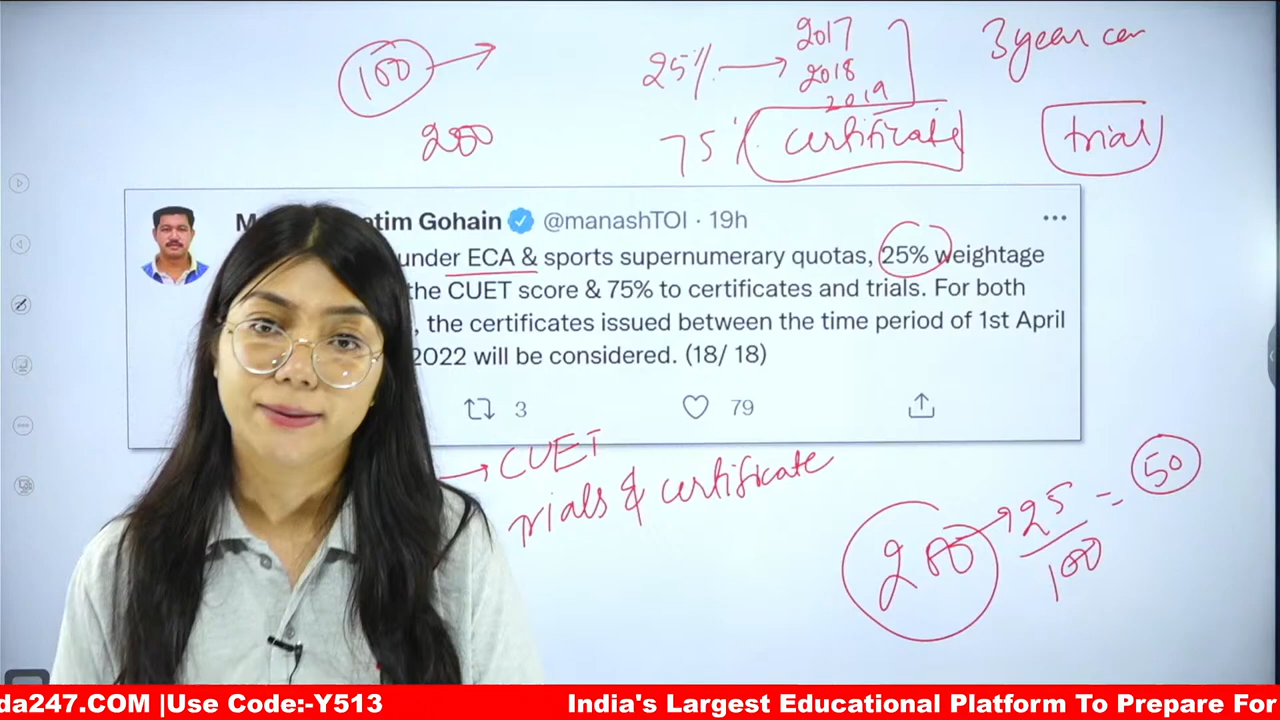 100 → 25% → 2017 3 year cer
2018
200 2019
75% certificate trial
atim Gohain @manashTOI · 19h
under ECA & sports supernumerary quotas, 25% weightage
the CUET score & 75% to certificates and trials. For both
, the certificates issued between the time period of 1st April
2022 will be considered. (18/ 18)
3 79
→ CUET
trials & certificate
200 → 25/100 = 50
da247.COM |Use Code:-Y513 India's Largest Educational Platform To Prepare For